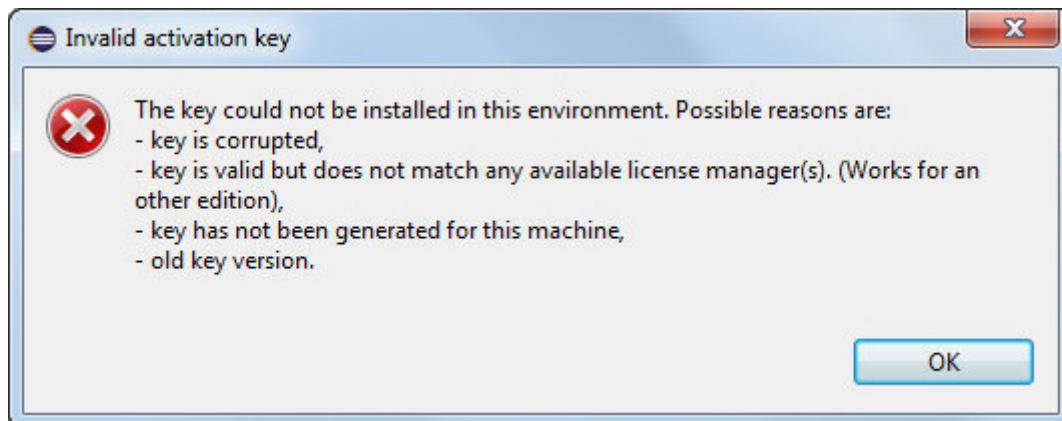 Invalid activation key
The key could not be installed in this environment. Possible reasons are:
- key is corrupted,
- key is valid but does not match any available license manager(s). (Works for an
other edition),
- key has not been generated for this machine,
- old key version.
OK